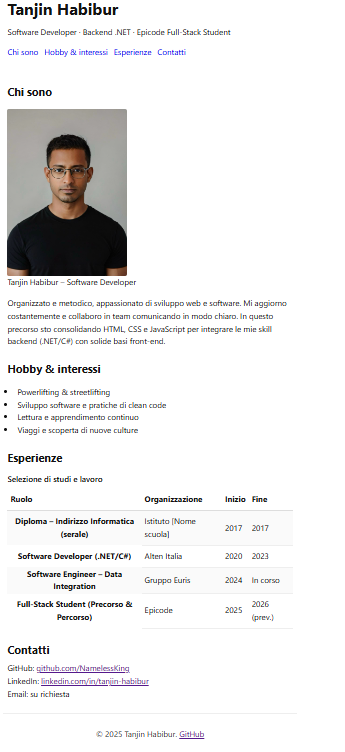 Tanjin Habibur
Software Developer · Backend .NET · Epicode Full-Stack Student
Chi sono Hobby & interessi Esperienze Contatti
Chi sono
Tanjin Habibur – Software Developer
Organizzato e metodico, appassionato di sviluppo web e software. Mi aggiorno
costantemente e collaboro in team comunicando in modo chiaro. In questo
precorso sto consolidando HTML, CSS e JavaScript per integrare le mie skill
backend (.NET/C#) con solide basi front-end.
Hobby & interessi
Powerlifting & streetlifting
Sviluppo software e pratiche di clean code
Lettura e apprendimento continuo
Viaggi e scoperta di nuove culture
Esperienze
Selezione di studi e lavoro
Ruolo Organizzazione Inizio Fine
Diploma – Indirizzo Informatica
(serale)
Istituto [Nome
scuola]
2017 2017
Software Developer (.NET/C#) Alten Italia 2020 2023
Software Engineer – Data
Integration
Gruppo Euris 2024 In corso
Full-Stack Student (Precorso &
Percorso)
Epicode 2025
2026
(prev.)
Contatti
GitHub: github.com/NamelessKing
LinkedIn: linkedin.com/in/tanjin-habibur
Email: su richiesta
© 2025 Tanjin Habibur. GitHub